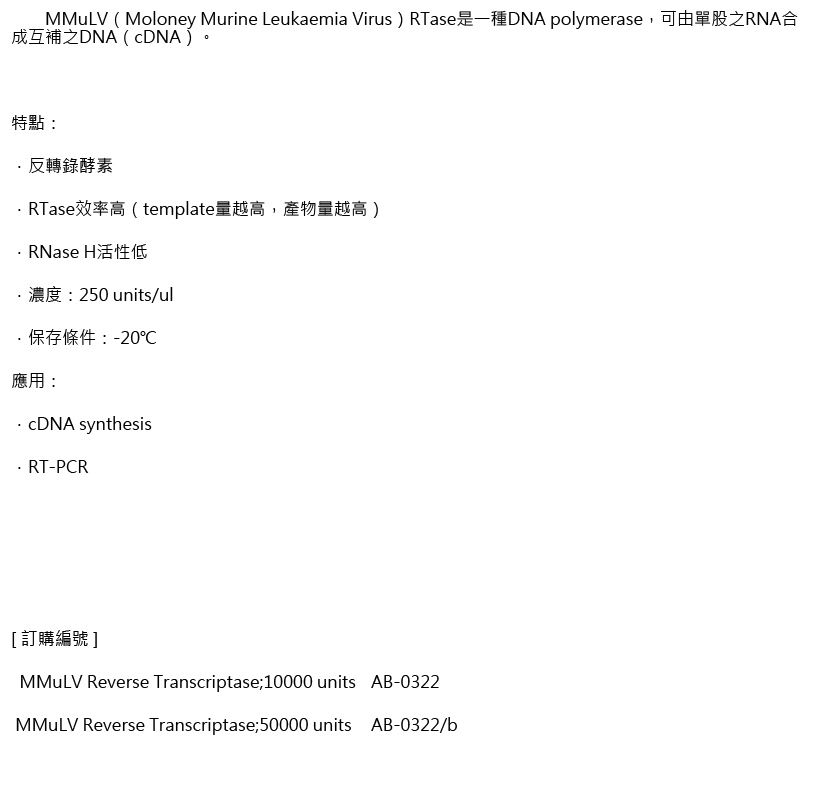 MMuLV（Moloney Murine Leukaemia Virus）RTase是一種DNA polymerase，可由單股之RNA合
成互補之DNA（cDNA）。
特點：
．反轉錄酵素
．RTase效率高（template量越高，產物量越高）
．RNase H活性低
．濃度：250 units/ul
．保存條件：-20℃
應用：
．cDNA synthesis
．RT-PCR
[ 訂購編號 ]
MMuLV Reverse Transcriptase;10000 units AB-0322
MMuLV Reverse Transcriptase;50000 units AB-0322/b